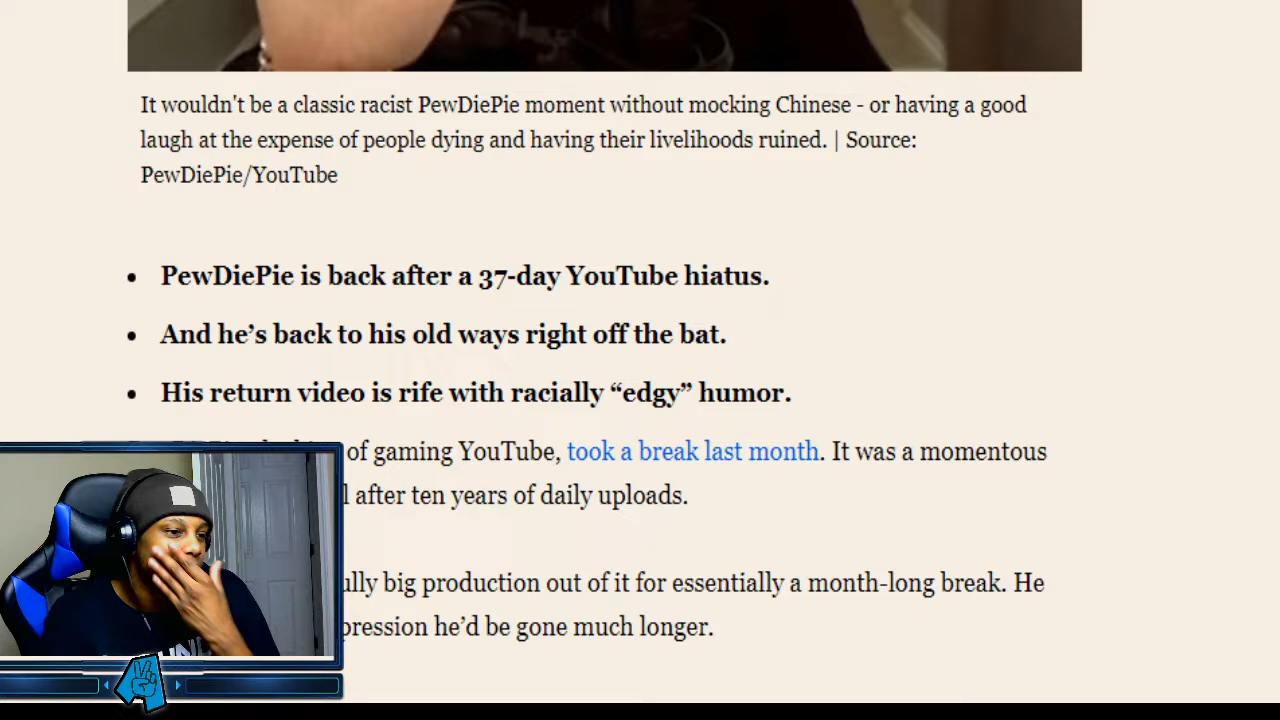 It wouldn't be a classic racist PewDiePie moment without mocking Chinese - or having a good
laugh at the expense of people dying and having their livelihoods ruined. | Source:
PewDiePie/YouTube
PewDiePie is back after a 37-day YouTube hiatus.
And he's back to his old ways right off the bat.
His return video is rife with racially “edgy” humor.
of gaming YouTube, took a break last month. It was a momentous
after ten years of daily uploads.
big production out of it for essentially a month-long break. He
he'd be gone much longer.